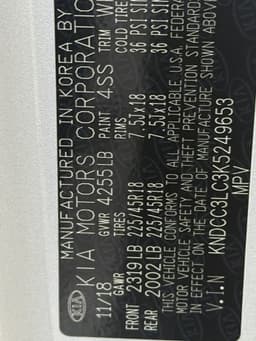 MANUFACTURED IN KOREA BY
KIA MOTORS CORPORATION
11/18 GVWR 4255LB PAINT 4SS TRIM
GAWR TIRES RIMS COLD TIRE
FRONT 2319LB 225/45R18 7.5JX18 36 PSI
REAR 2002LB 225/45R18 7.5JX18 36 PSI
THIS VEHICLE CONFORMS TO ALL APPLICABLE U.S.A. FEDERAL
MOTOR VEHICLE SAFETY AND THEFT PREVENTION STANDARDS
IN EFFECT ON THE DATE OF MANUFACTURE SHOWN ABOVE
V.I.N KNDCC3LC3K5249653
MPV
KIA